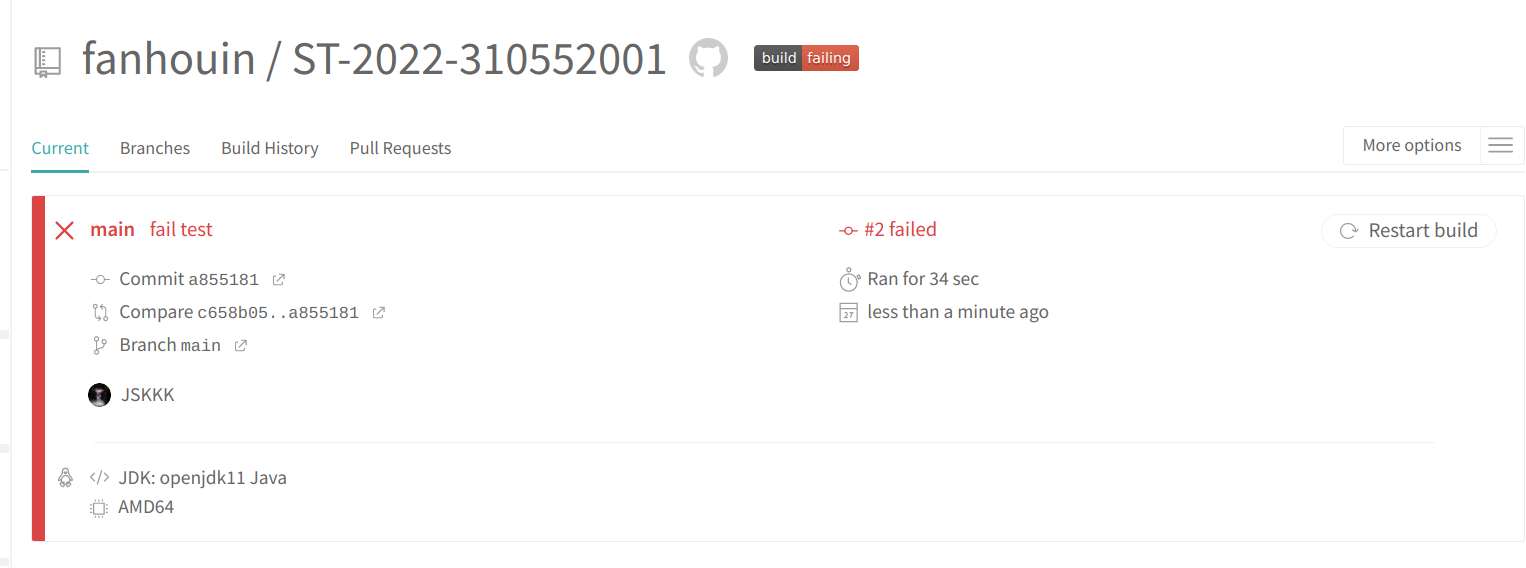 fanhouin / ST-2022-310552001 build failing
Current Branches Build History Pull Requests More options
main fail test #2 failed Restart build
Commit a855181 Ran for 34 sec
Compare c658b05..a855181 27 less than a minute ago
Branch main
JSKKK
</> JDK: openjdk11 Java
AMD64